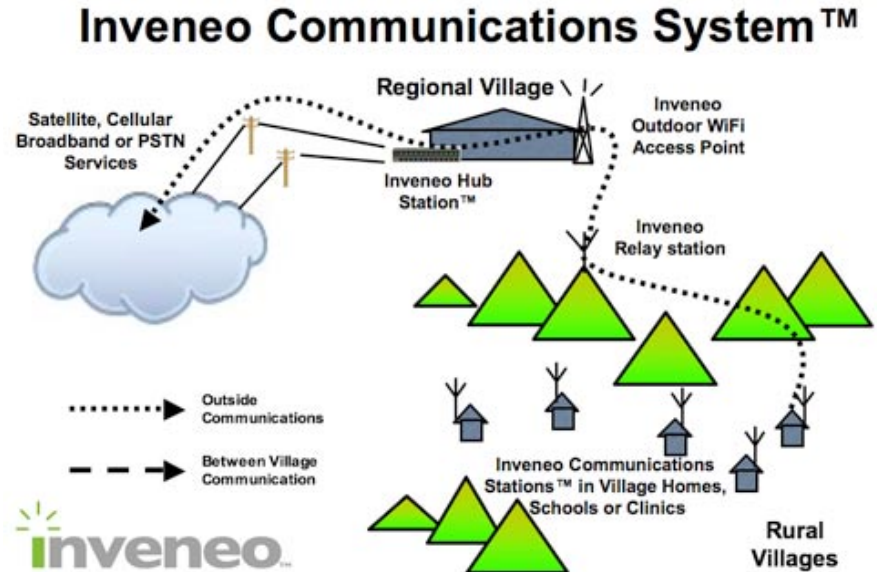 Inveneo Communications System™
Regional Village
Satellite, Cellular
Broadband or PSTN
Services
Inveneo
Outdoor WiFi
Access Point
Inveneo Hub
Station™
Inveneo
Relay station
Outside
Communications
Between Village
Communication
Inveneo Communications
Stations™ in Village Homes,
Schools or Clinics
Rural
Villages
inveneo™